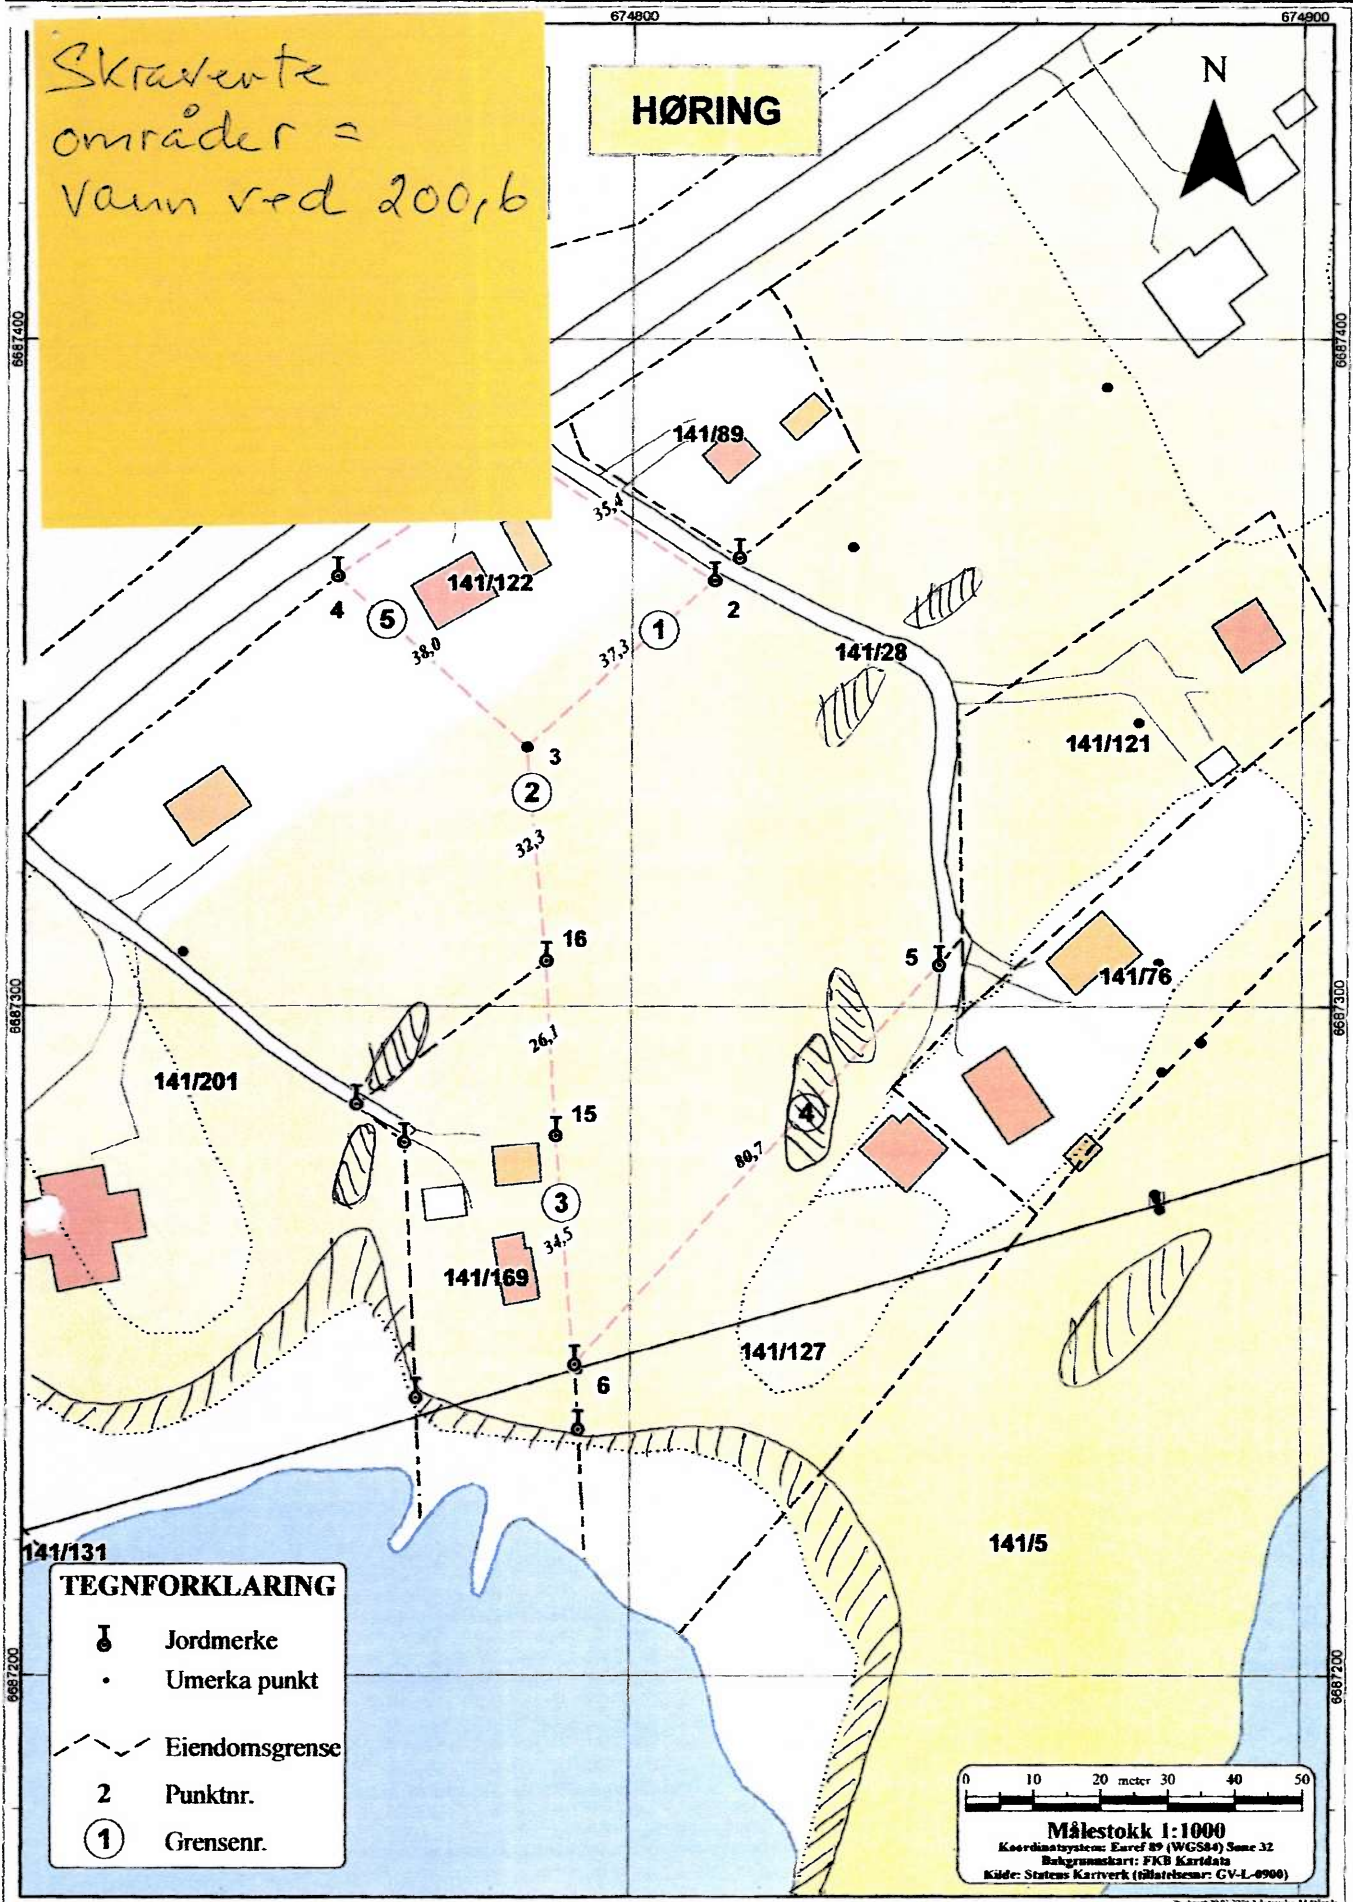 674800
674900
Skraverte
områder =
Vann ved 200,6
HØRING
N
6687400
6687400
141/89
35,4
141/122
4
5
38,0
2
1
37,3
141/28
3
2
32,3
141/121
16
5
141/76
6687300
6687300
26,1
141/201
15
4
80,7
3
34,5
141/169
6
141/127
141/5
141/131
TEGNFORKLARING
Jordmerke
Umerka punkt
Eiendomsgrense
2 Punktnr.
1 Grensenr.
6687200
6687200
0 10 20 meter 30 40 50
Målestokk 1:1000
Koordinatsystem: Euref 89 (WGS84) Sone 32
Bakgrunnskart: FKB Kartdata
Kilde: Statens Kartverk (tillatelsesnr: GV-L-0900)